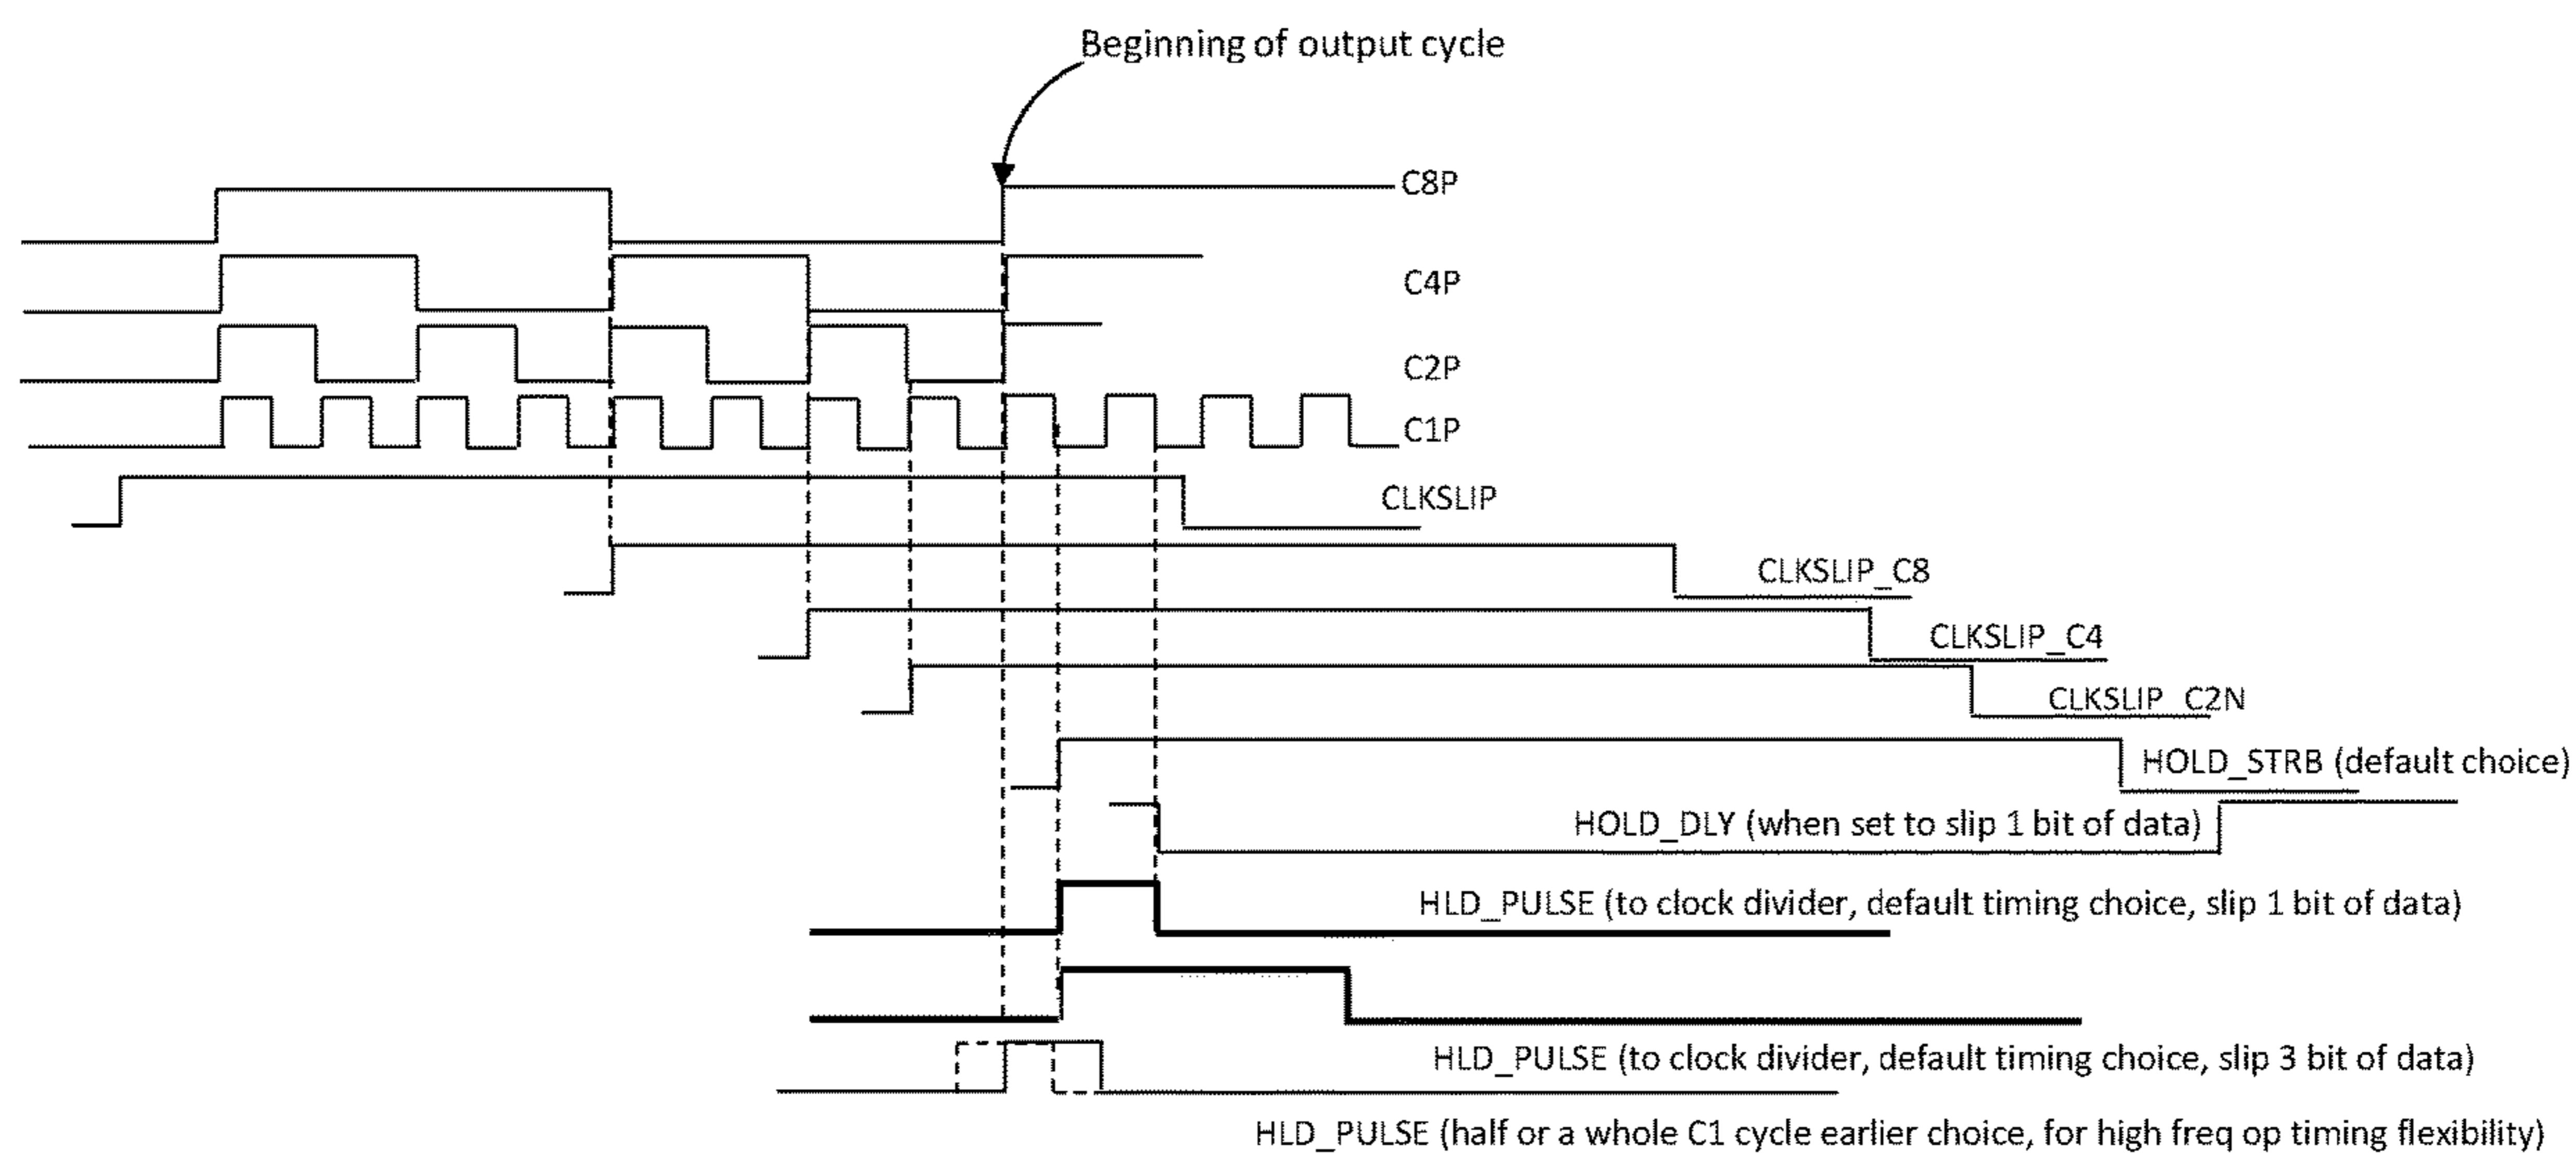 Beginning of output cycle
C8P
C4P
C2P
C1P
CLKSLIP
CLKSLIP_C8
CLKSLIP_C4
CLKSLIP_C2N
HOLD_STRB (default choice)
HOLD_DLY (when set to slip 1 bit of data)
HLD_PULSE (to clock divider, default timing choice, slip 1 bit of data)
HLD_PULSE (to clock divider, default timing choice, slip 3 bit of data)
HLD_PULSE (half or a whole C1 cycle earlier choice, for high freq op timing flexibility)